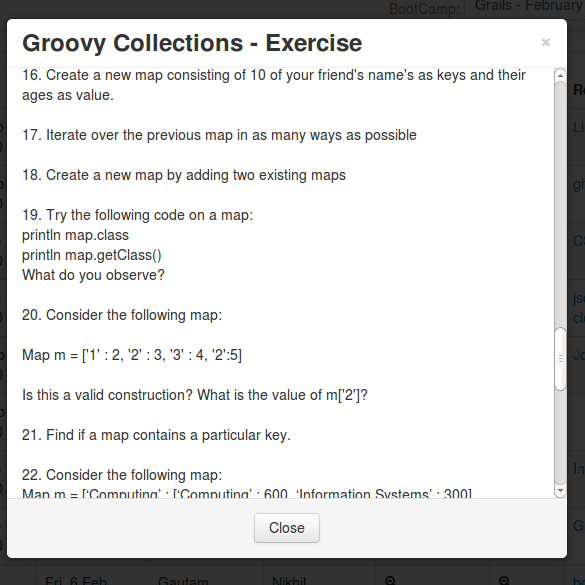 BootCamp: Grails - February
Groovy Collections - Exercise
×
16. Create a new map consisting of 10 of your friend's name's as keys and their
ages as value.
17. Iterate over the previous map in as many ways as possible
18. Create a new map by adding two existing maps
19. Try the following code on a map:
println map.class
println map.getClass()
What do you observe?
20. Consider the following map:
Map m = ['1' : 2, '2' : 3, '3' : 4, '2':5]
Is this a valid construction? What is the value of m['2']?
21. Find if a map contains a particular key.
22. Consider the following map:
Map m = [‘Computing’ : [‘Computing’ : 600, ‘Information Systems’ : 300]
Close
Fri, 6 Feb Gautam Nikhil